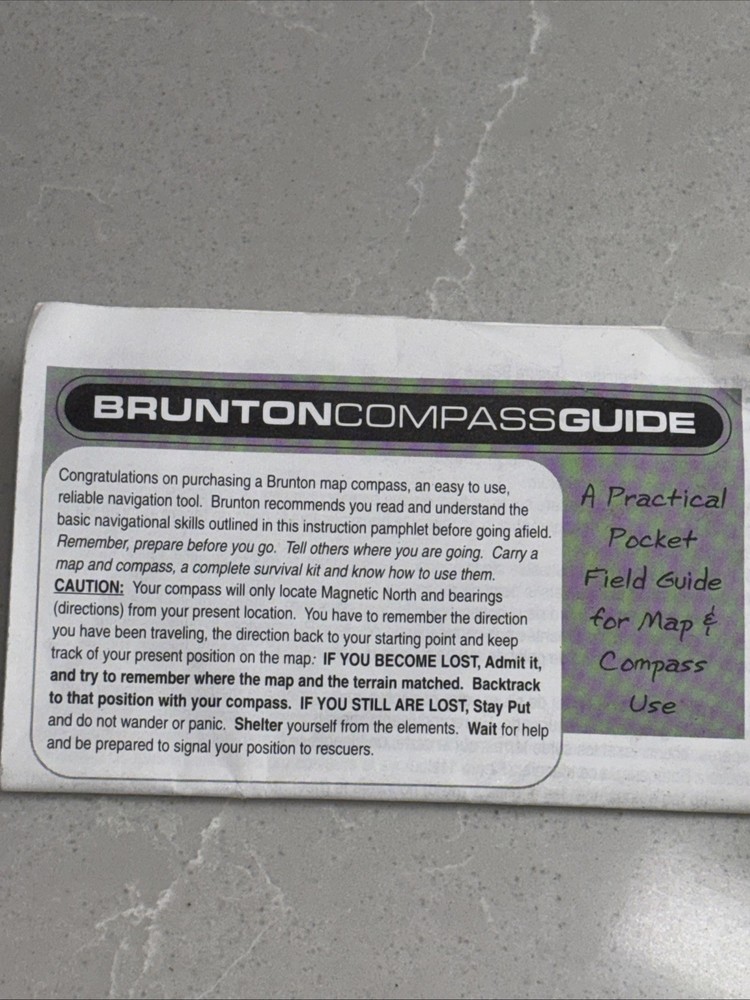 BRUNTONCOMPASSGUIDE
Congratulations on purchasing a Brunton map compass, an easy to use,
reliable navigation tool. Brunton recommends you read and understand the
basic navigational skills outlined in this instruction pamphlet before going afield.
Remember, prepare before you go. Tell others where you are going. Carry a
map and compass, a complete survival kit and know how to use them.
CAUTION: Your compass will only locate Magnetic North and bearings
(directions) from your present location. You have to remember the direction
you have been traveling, the direction back to your starting point and keep
track of your present position on the map: IF YOU BECOME LOST, Admit it,
and try to remember where the map and the terrain matched. Backtrack
to that position with your compass. IF YOU STILL ARE LOST, Stay Put
and do not wander or panic. Shelter yourself from the elements. Wait for help
and be prepared to signal your position to rescuers.
A Practical
Pocket
Field Guide
for Map &
Compass
Use